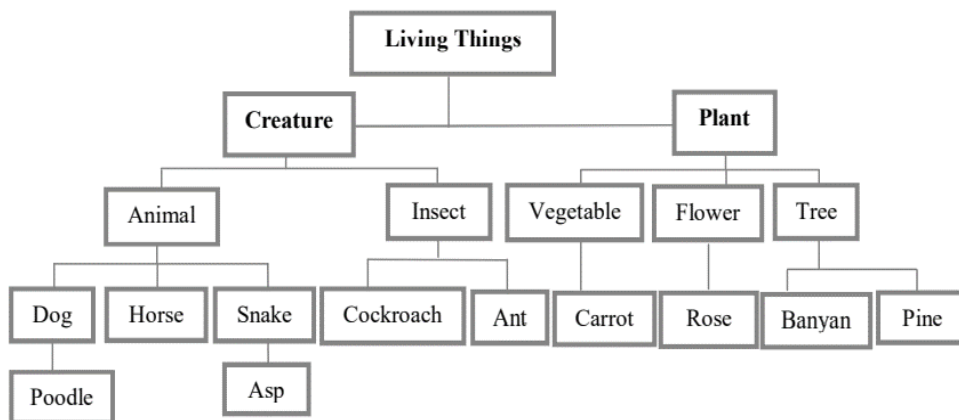 Living Things
Creature
Plant
Animal
Insect
Vegetable
Flower
Tree
Dog
Horse
Snake
Cockroach
Ant
Carrot
Rose
Banyan
Pine
Poodle
Asp